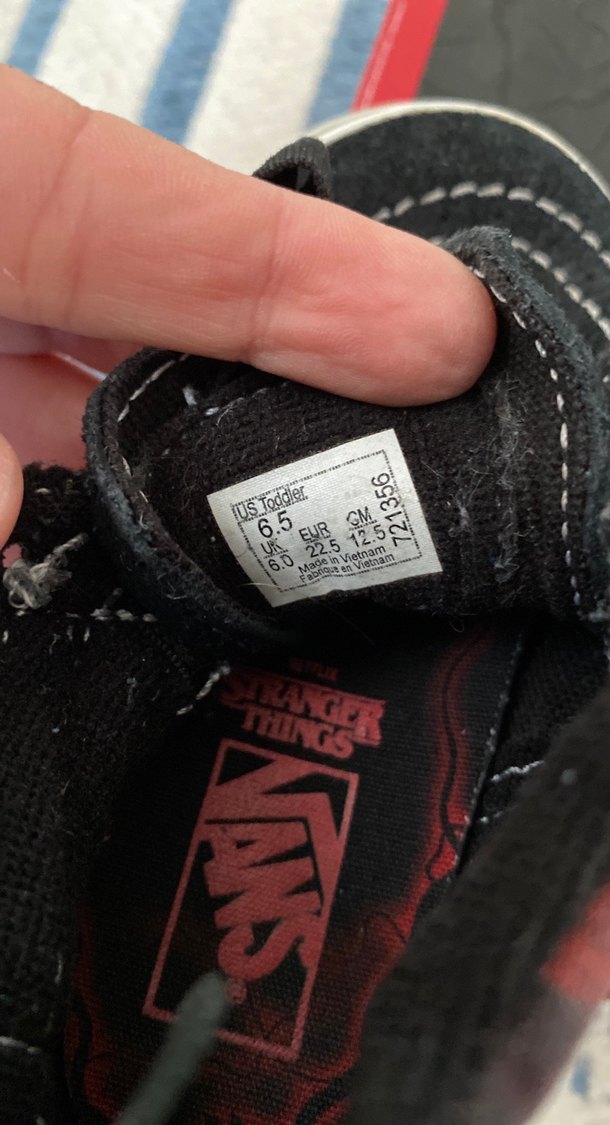 US Toddler
6.5
UK EUR CM
6.0 22.5 12.5
Made in Vietnam
Fabriqué en Vietnam
721356
NETFLIX
STRANGER
THINGS
VANS